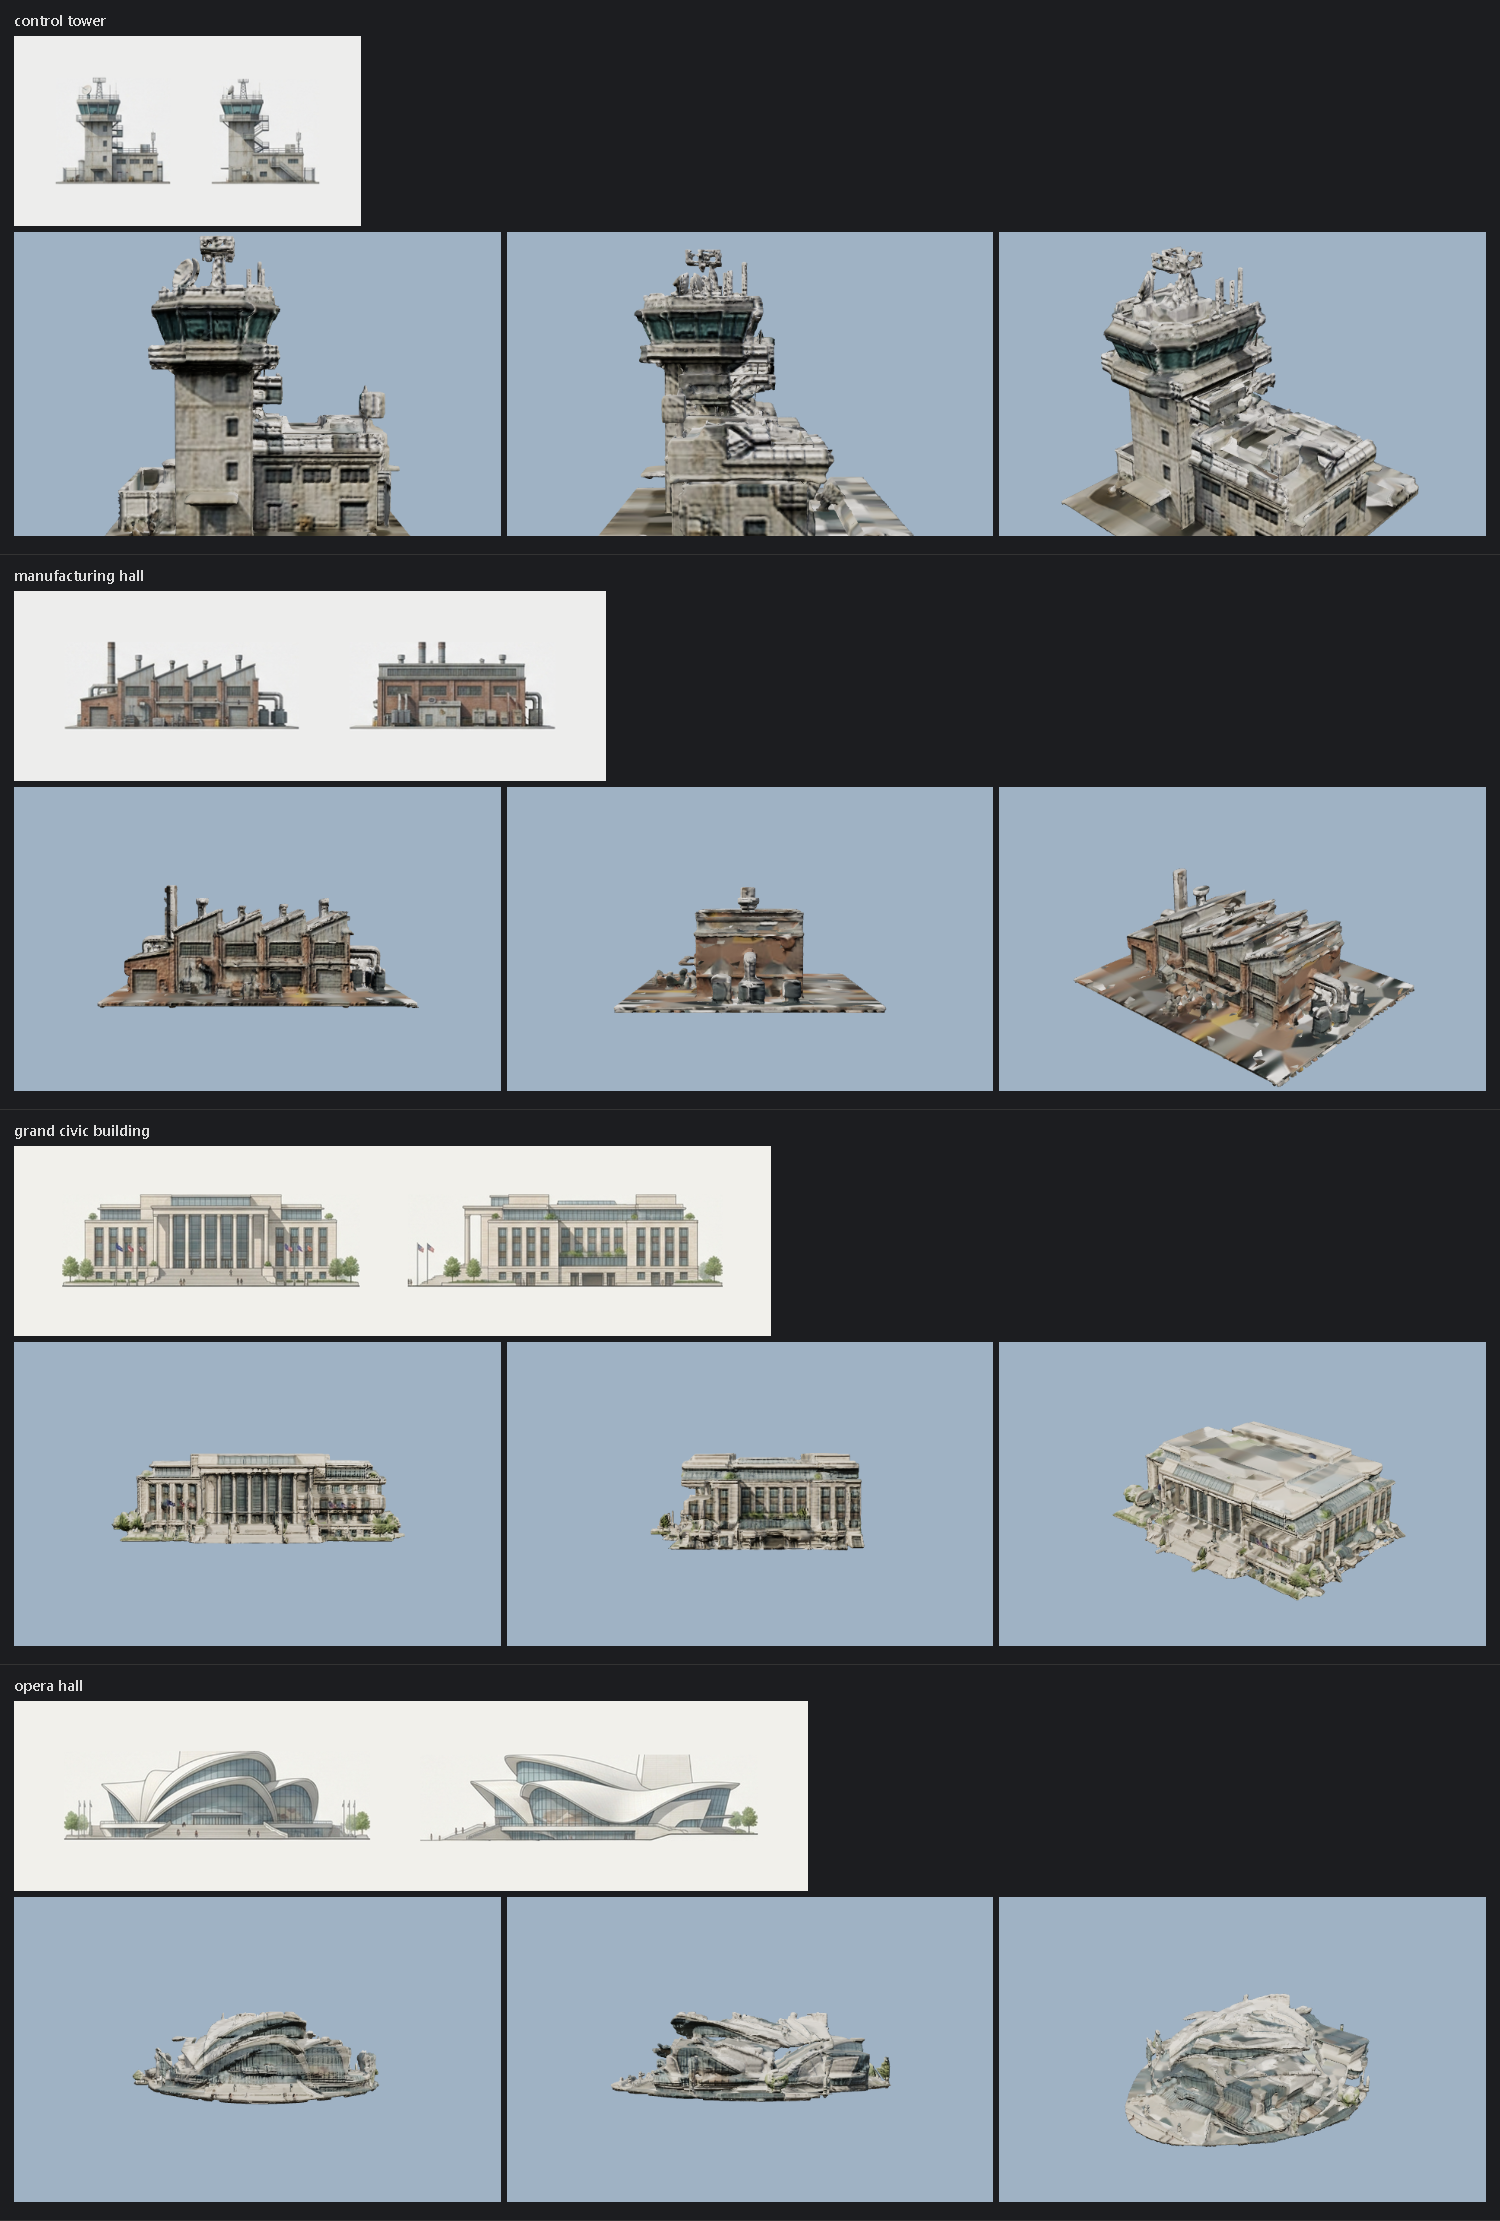 control tower
manufacturing hall
grand civic building
opera hall